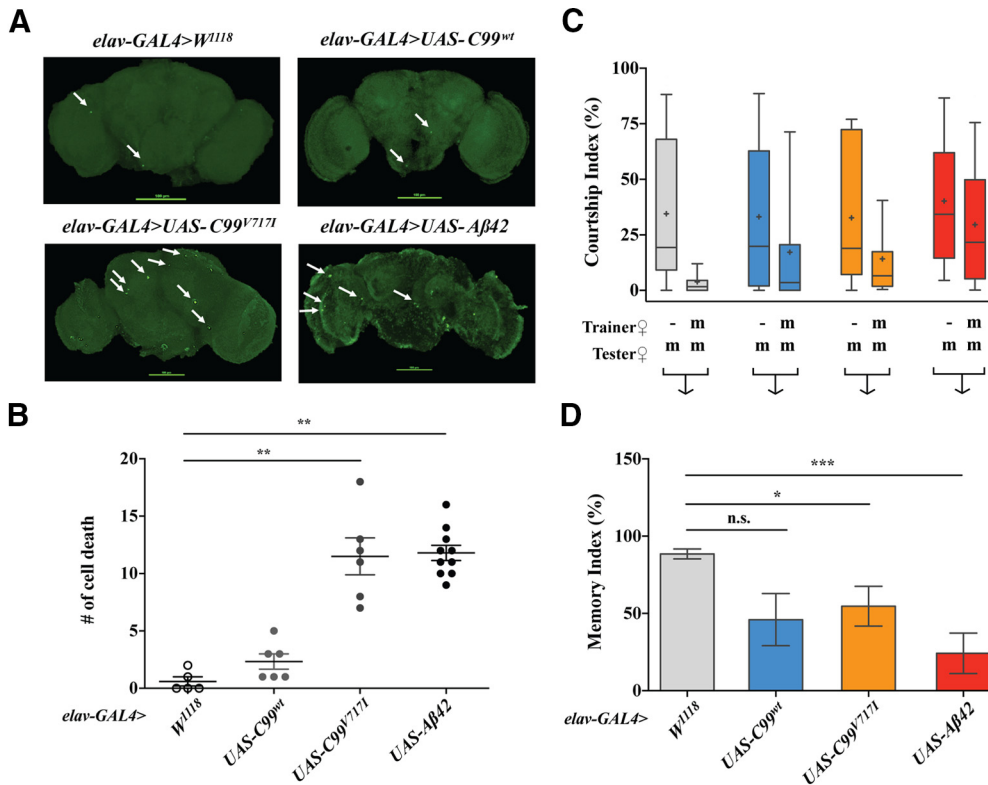 A
elav-GAL4>W1118
elav-GAL4>UAS-C99wt
elav-GAL4>UAS-C99V717I
elav-GAL4>UAS-Aβ42
B
**
**
20
15
10
5
0
# of cell death
elav-GAL4>
W1118
UAS-C99wt
UAS-C99V717I
UAS-Aβ42
C
100
75
50
25
0
Courtship Index (%)
Trainer♀ - m - m - m - m
Tester♀ m m m m m m m m
D
***
*
n.s.
150
100
50
0
Memory Index (%)
elav-GAL4>
W1118
UAS-C99wt
UAS-C99V717I
UAS-Aβ42